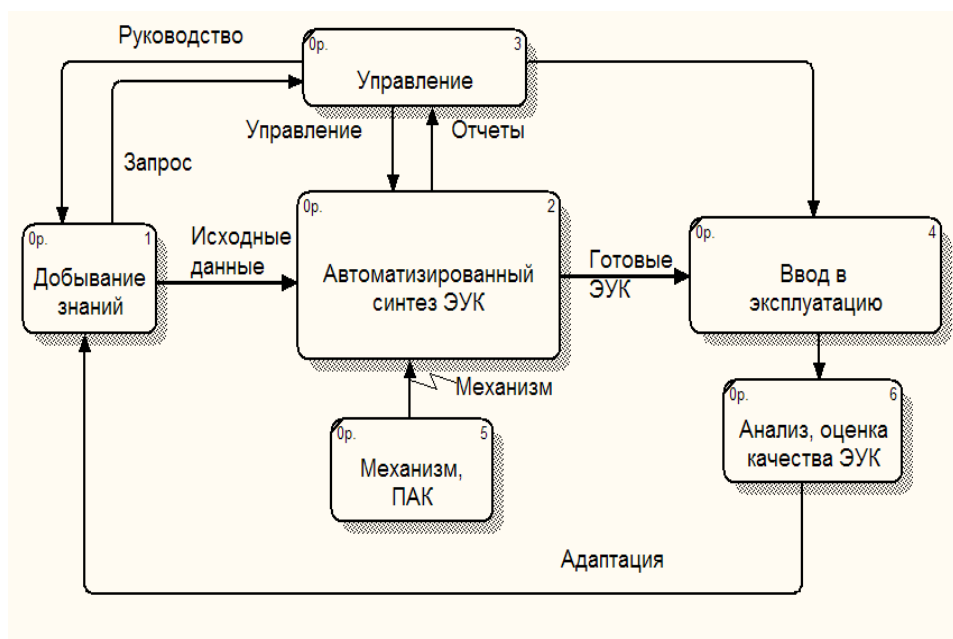 Руководство
0р.
3
Управление
Управление
Отчеты
Запрос
0р.
1
Добывание
знаний
Исходные
данные
0р.
2
Автоматизированный
синтез ЭУК
Готовые
ЭУК
0р.
4
Ввод в
эксплуатацию
Механизм
0р.
5
Механизм,
ПАК
0р.
6
Анализ, оценка
качества ЭУК
Адаптация